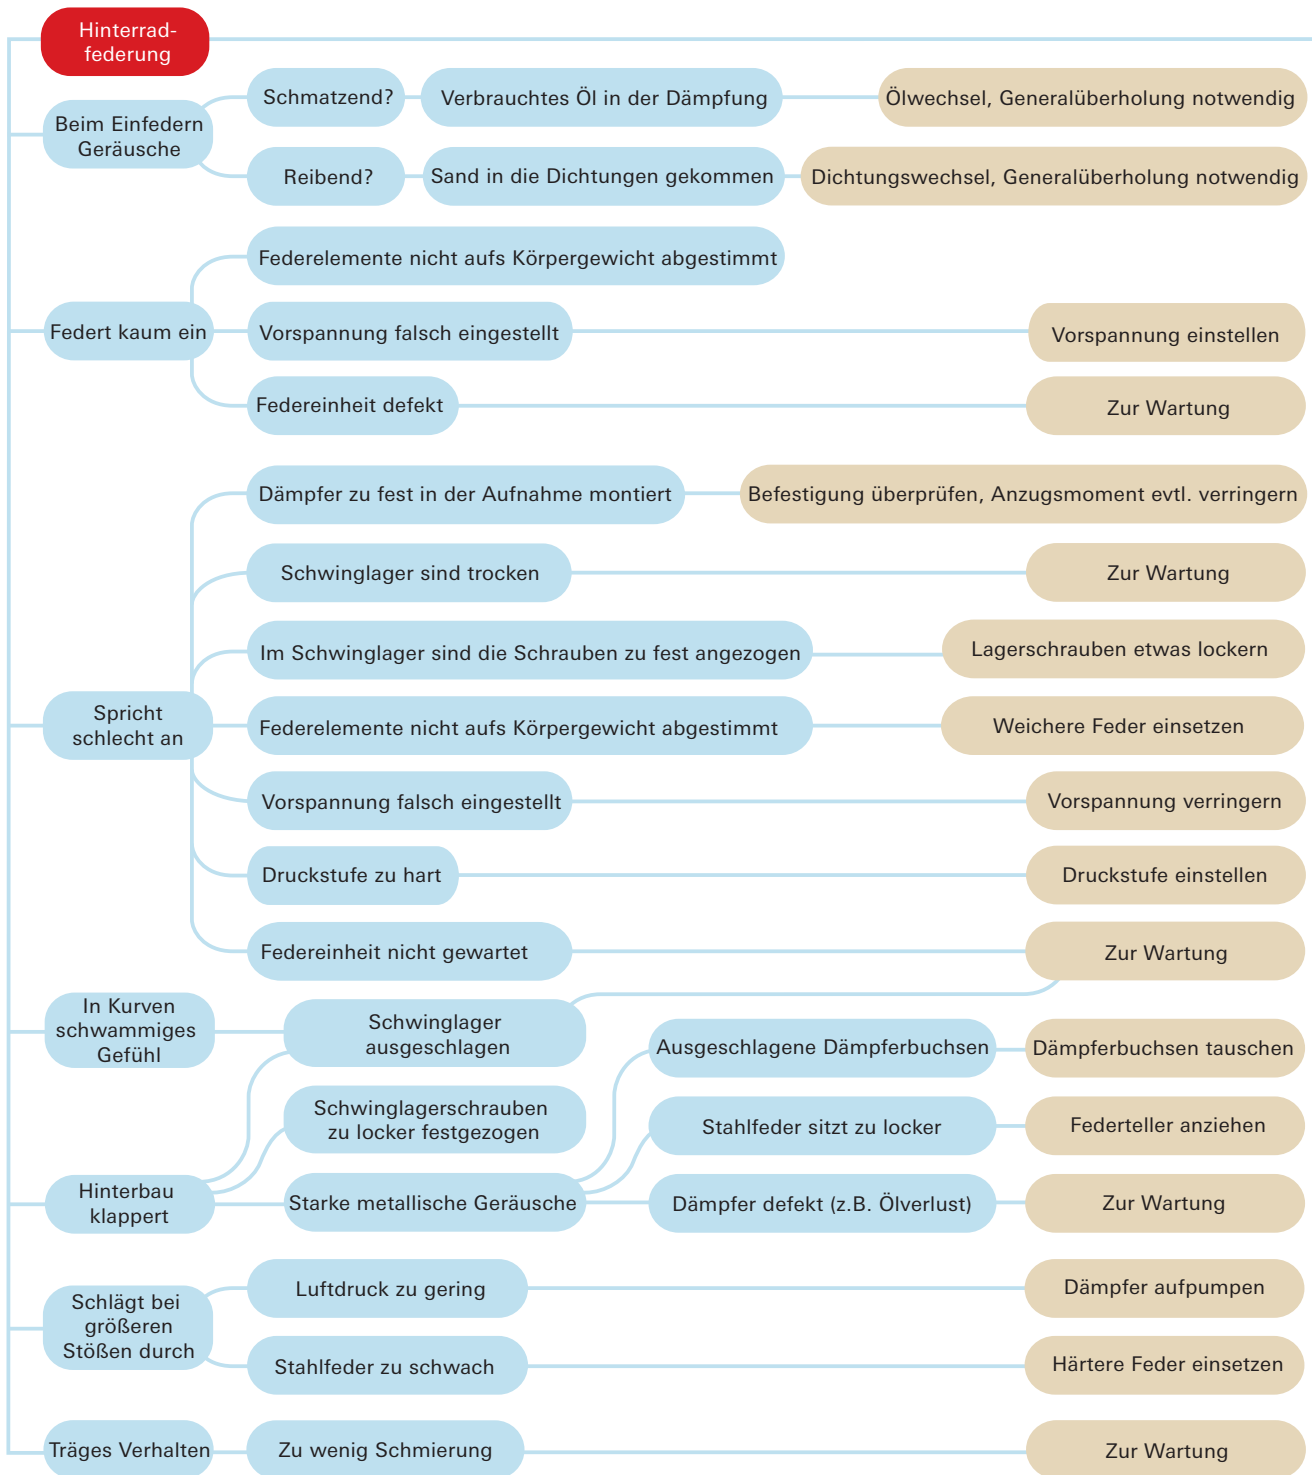 Hinterrad-
federung
Beim Einfedern
Geräusche
Schmatzend?
Verbrauchtes Öl in der Dämpfung
Ölwechsel, Generalüberholung notwendig
Reibend?
Sand in die Dichtungen gekommen
Dichtungswechsel, Generalüberholung notwendig
Federt kaum ein
Federelemente nicht aufs Körpergewicht abgestimmt
Vorspannung falsch eingestellt
Vorspannung einstellen
Federeinheit defekt
Zur Wartung
Spricht
schlecht an
Dämpfer zu fest in der Aufnahme montiert
Befestigung überprüfen, Anzugsmoment evtl. verringern
Schwinglager sind trocken
Zur Wartung
Im Schwinglager sind die Schrauben zu fest angezogen
Lagerschrauben etwas lockern
Federelemente nicht aufs Körpergewicht abgestimmt
Weichere Feder einsetzen
Vorspannung falsch eingestellt
Vorspannung verringern
Druckstufe zu hart
Druckstufe einstellen
Federeinheit nicht gewartet
Zur Wartung
In Kurven
schwammiges
Gefühl
Schwinglager
ausgeschlagen
Hinterbau
klappert
Schwinglagerschrauben
zu locker festgezogen
Starke metallische Geräusche
Ausgeschlagene Dämpferbuchsen
Dämpferbuchsen tauschen
Stahlfeder sitzt zu locker
Federteller anziehen
Dämpfer defekt (z.B. Ölverlust)
Zur Wartung
Schlägt bei
größeren
Stößen durch
Luftdruck zu gering
Dämpfer aufpumpen
Stahlfeder zu schwach
Härtere Feder einsetzen
Träges Verhalten
Zu wenig Schmierung
Zur Wartung